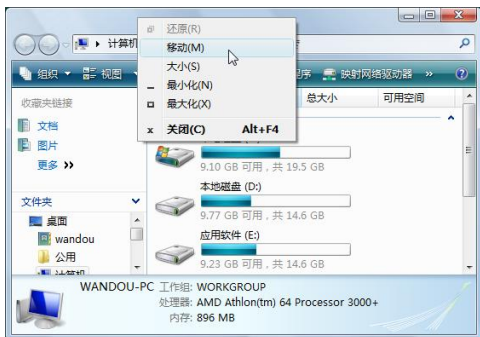 还原(R)
移动(M)
大小(S)
最小化(N)
最大化(X)
关闭(C) Alt+F4
计算机
组织 视图 程序 映射网络驱动器 »
收藏夹链接 总大小 可用空间
文档
图片
更多 »
9.10 GB 可用，共 19.5 GB
本地磁盘 (D:)
9.77 GB 可用，共 14.6 GB
应用软件 (E:)
9.23 GB 可用，共 14.6 GB
文件夹
桌面
wandou
公用
计算机
WANDOU-PC 工作组: WORKGROUP
处理器: AMD Athlon(tm) 64 Processor 3000+
内存: 896 MB